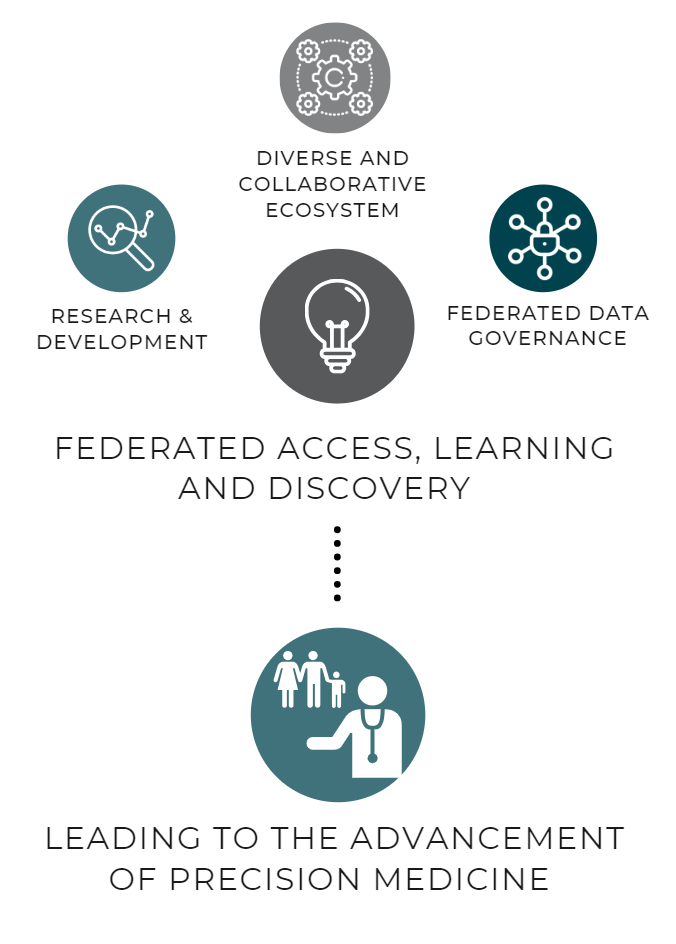 DIVERSE AND
COLLABORATIVE
ECOSYSTEM
RESEARCH &
DEVELOPMENT
FEDERATED DATA
GOVERNANCE
FEDERATED ACCESS, LEARNING
AND DISCOVERY
LEADING TO THE ADVANCEMENT
OF PRECISION MEDICINE